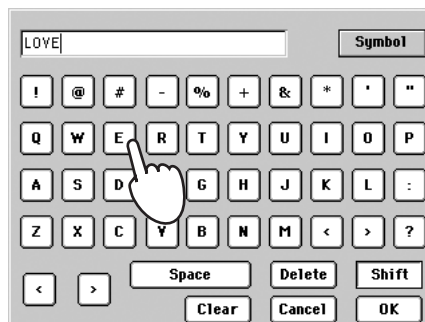 LOVE Symbol
! @ # - % + & * ' "
Q W E R T Y U I O P
A S D G H J K L :
Z X C V B N M < > ?
< > Space Delete Shift
Clear Cancel OK